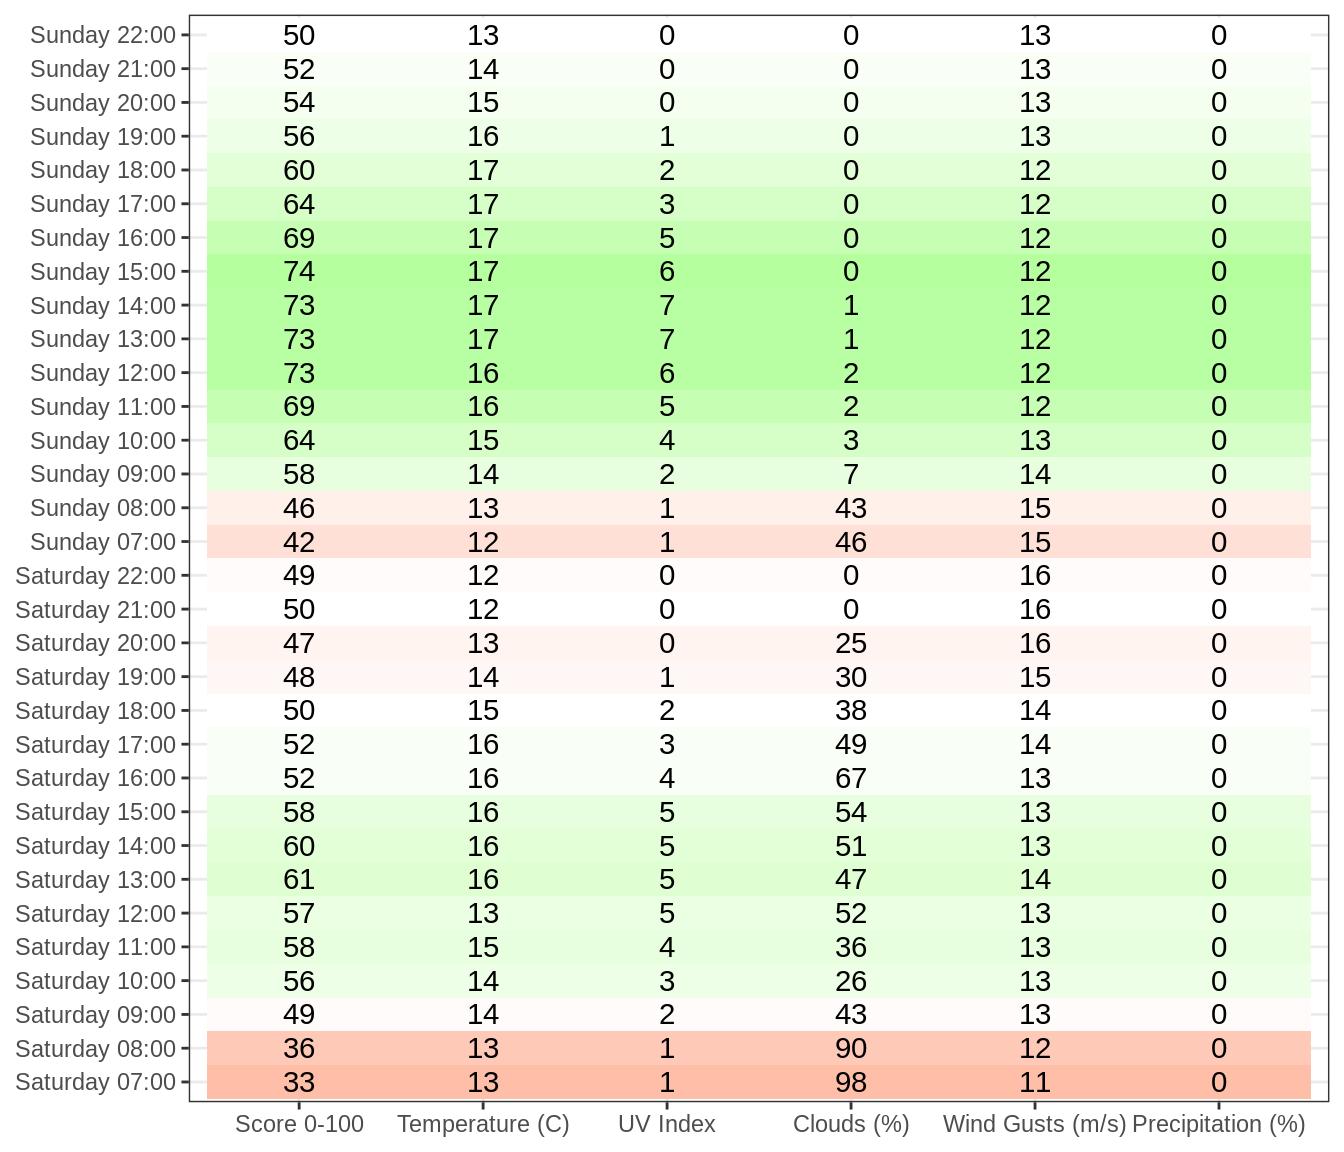 Sunday 22:00 50 13 0 0 13 0
Sunday 21:00 52 14 0 0 13 0
Sunday 20:00 54 15 0 0 13 0
Sunday 19:00 56 16 1 0 13 0
Sunday 18:00 60 17 2 0 12 0
Sunday 17:00 64 17 3 0 12 0
Sunday 16:00 69 17 5 0 12 0
Sunday 15:00 74 17 6 0 12 0
Sunday 14:00 73 17 7 1 12 0
Sunday 13:00 73 17 7 1 12 0
Sunday 12:00 73 16 6 2 12 0
Sunday 11:00 69 16 5 2 12 0
Sunday 10:00 64 15 4 3 13 0
Sunday 09:00 58 14 2 7 14 0
Sunday 08:00 46 13 1 43 15 0
Sunday 07:00 42 12 1 46 15 0
Saturday 22:00 49 12 0 0 16 0
Saturday 21:00 50 12 0 0 16 0
Saturday 20:00 47 13 0 25 16 0
Saturday 19:00 48 14 1 30 15 0
Saturday 18:00 50 15 2 38 14 0
Saturday 17:00 52 16 3 49 14 0
Saturday 16:00 52 16 4 67 13 0
Saturday 15:00 58 16 5 54 13 0
Saturday 14:00 60 16 5 51 13 0
Saturday 13:00 61 16 5 47 14 0
Saturday 12:00 57 13 5 52 13 0
Saturday 11:00 58 15 4 36 13 0
Saturday 10:00 56 14 3 26 13 0
Saturday 09:00 49 14 2 43 13 0
Saturday 08:00 36 13 1 90 12 0
Saturday 07:00 33 13 1 98 11 0
Score 0-100 Temperature (C) UV Index Clouds (%) Wind Gusts (m/s) Precipitation (%)